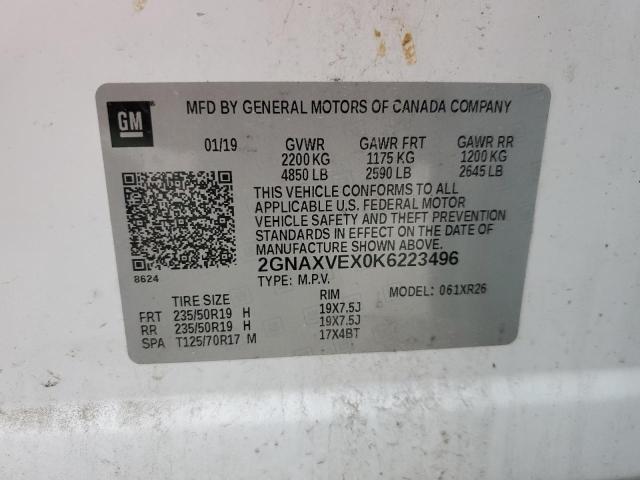 GM
MFD BY GENERAL MOTORS OF CANADA COMPANY
01/19 GVWR GAWR FRT GAWR RR
2200 KG 1175 KG 1200 KG
4850 LB 2590 LB 2645 LB
THIS VEHICLE CONFORMS TO ALL
APPLICABLE U.S. FEDERAL MOTOR
VEHICLE SAFETY AND THEFT PREVENTION
STANDARDS IN EFFECT ON THE DATE OF
MANUFACTURE SHOWN ABOVE.
8624
2GNAXVEX0K6223496
TYPE: M.P.V. MODEL: 061XR26
TIRE SIZE RIM
FRT 235/50R19 H 19X7.5J
RR 235/50R19 H 19X7.5J
SPA T125/70R17 M 17X4BT